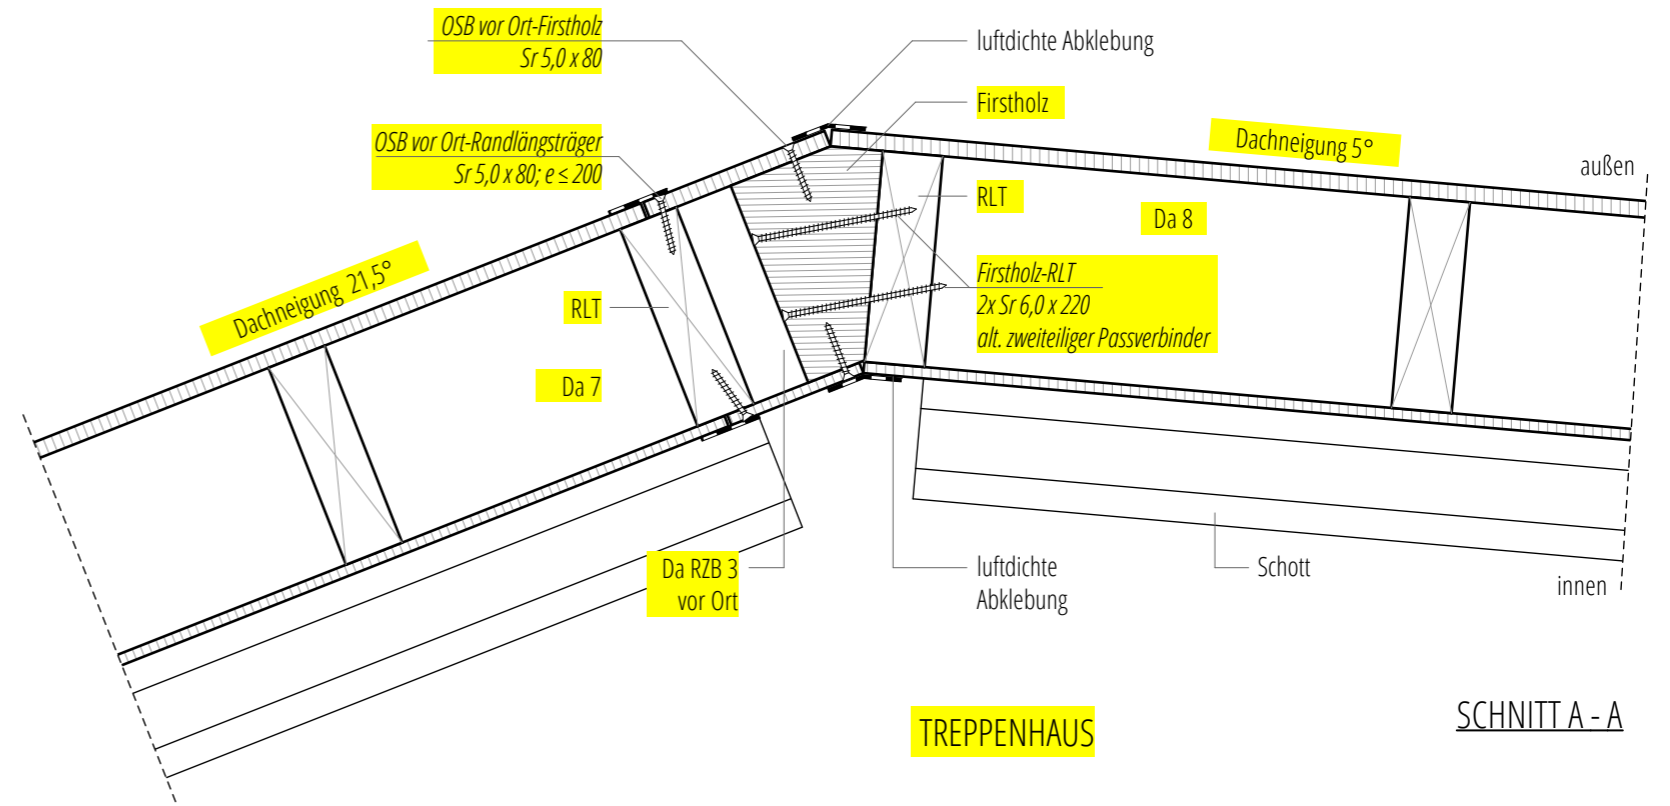 OSB vor Ort-Firstholz
Sr 5,0 x 80
luftdichte Abklebung
Firstholz
OSB vor Ort-Randlängsträger
Sr 5,0 x 80; e ≤ 200
Dachneigung 5°
außen
RLT
Da 8
Dachneigung 21,5°
Firstholz-RLT
2x Sr 6,0 x 220
alt. zweiteiliger Passverbinder
RLT
Da 7
Da RZB 3
vor Ort
luftdichte
Abklebung
Schott
innen
TREPPENHAUS
SCHNITT A - A